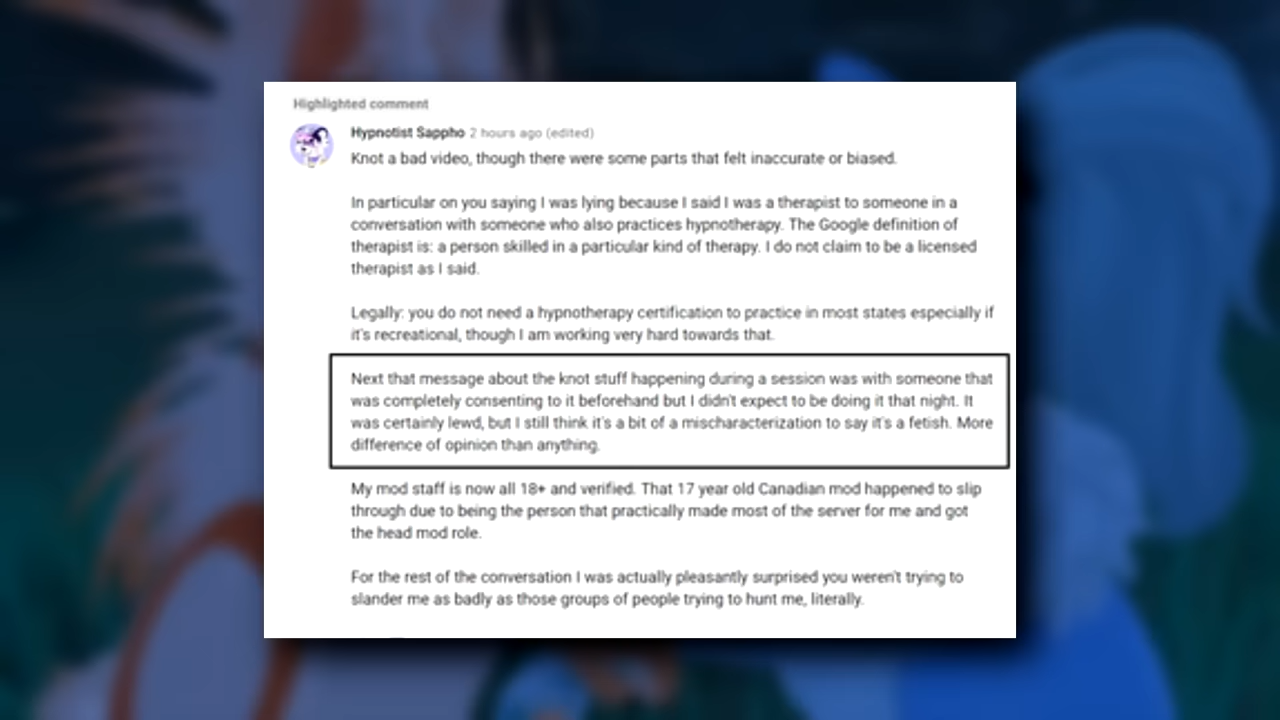 Highlighted comment
Hypnotist Sappho 2 hours ago (edited)
Knot a bad video, though there were some parts that felt inaccurate or biased.
In particular on you saying I was lying because I said I was a therapist to someone in a
conversation with someone who also practices hypnotherapy. The Google definition of
therapist is: a person skilled in a particular kind of therapy. I do not claim to be a licensed
therapist as I said.
Legally: you do not need a hypnotherapy certification to practice in most states especially if
it's recreational, though I am working very hard towards that.
Next that message about the knot stuff happening during a session was with someone that
was completely consenting to it beforehand but I didn't expect to be doing it that night. It
was certainly lewd, but I still think it's a bit of a mischaracterization to say it's a fetish. More
difference of opinion than anything.
My mod staff is now all 18+ and verified. That 17 year old Canadian mod happened to slip
through due to being the person that practically made most of the server for me and got
the head mod role.
For the rest of the conversation I was actually pleasantly surprised you weren't trying to
slander me as badly as those groups of people trying to hunt me, literally.